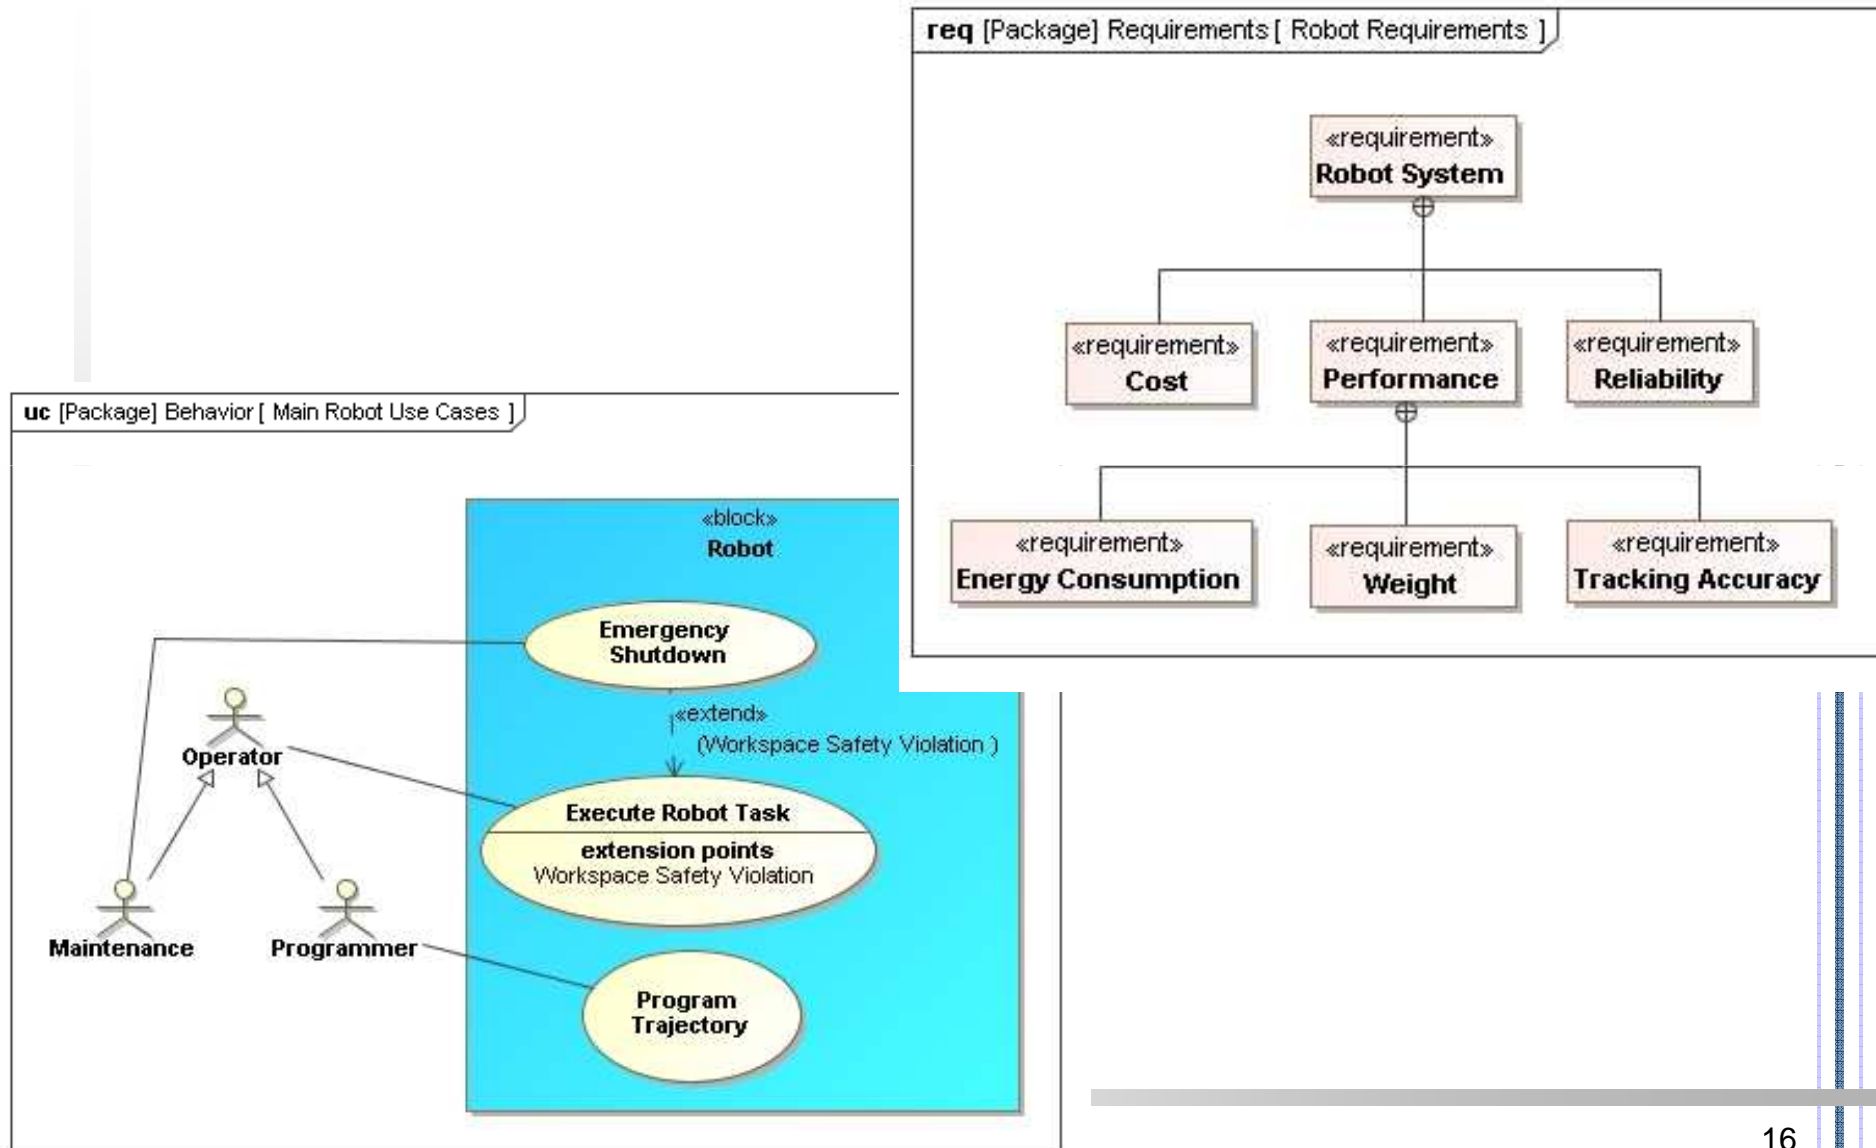 req [Package] Requirements [ Robot Requirements ]
«requirement»
Robot System
«requirement»
Cost
«requirement»
Performance
«requirement»
Reliability
«requirement»
Energy Consumption
«requirement»
Weight
«requirement»
Tracking Accuracy
uc [Package] Behavior [ Main Robot Use Cases ]
«block»
Robot
Emergency
Shutdown
«extend»
(Workspace Safety Violation )
Operator
Execute Robot Task
extension points
Workspace Safety Violation
Maintenance
Programmer
Program
Trajectory
16